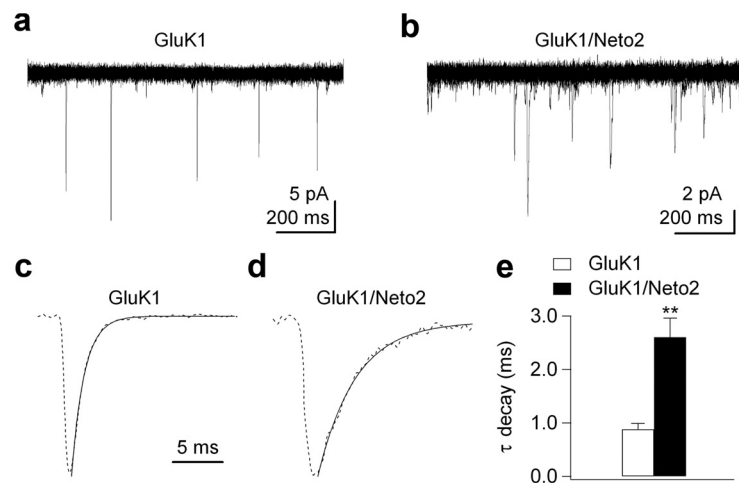 a
GluK1
5 pA
200 ms
b
GluK1/Neto2
2 pA
200 ms
c
GluK1
5 ms
d
GluK1/Neto2
e
GluK1
GluK1/Neto2
**
3.0
2.0
1.0
0.0
τ decay (ms)